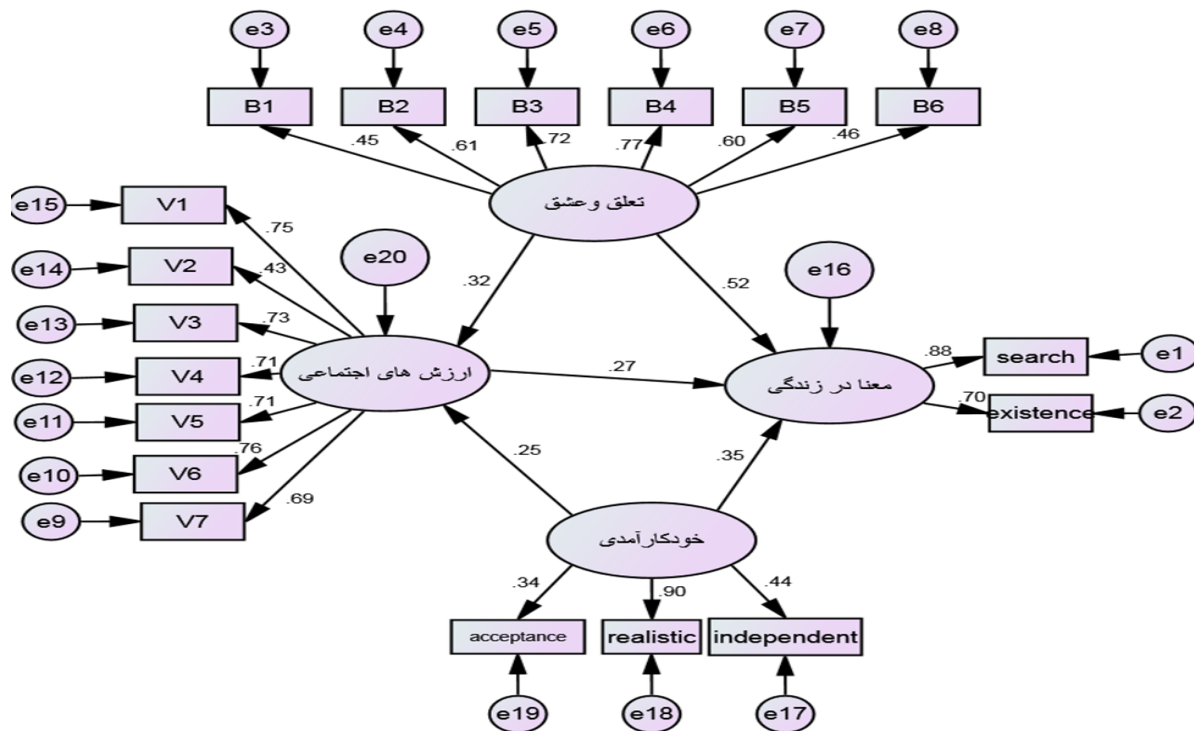 e3 e4 e5 e6 e7 e8
B1 B2 B3 B4 B5 B6
.45 .61 .72 .77 .60 .46
تعلق وعشق
e15 V1 .75
e14 V2 .43
e13 V3 .73
e12 V4 .71
e11 V5 .71
e10 V6 .76
e9 V7 .69
e20
.32
.52
e16
ارزش های اجتماعی
.27
معنا در زندگی
.88 search e1
.70 existence e2
.25
.35
خودکارآمدی
.34 .90 .44
acceptance realistic independent
e19 e18 e17